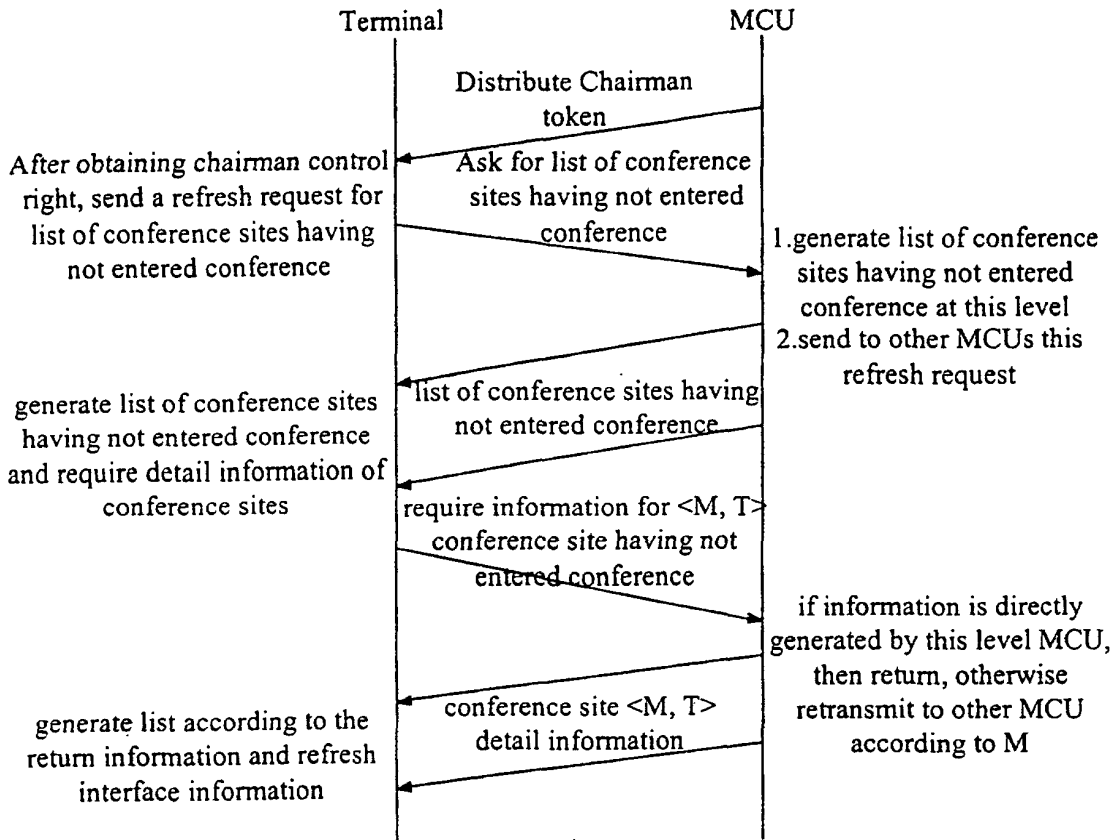 Terminal
MCU
Distribute Chairman
token
After obtaining chairman control
right, send a refresh request for
list of conference sites having
not entered conference
Ask for list of conference
sites having not entered
conference
1.generate list of conference
sites having not entered
conference at this level
2.send to other MCUs this
refresh request
generate list of conference sites
having not entered conference
and require detail information of
conference sites
list of conference sites having
not entered conference
require information for <M, T>
conference site having not
entered conference
if information is directly
generated by this level MCU,
then return, otherwise
retransmit to other MCU
according to M
generate list according to the
return information and refresh
interface information
conference site <M, T>
detail information